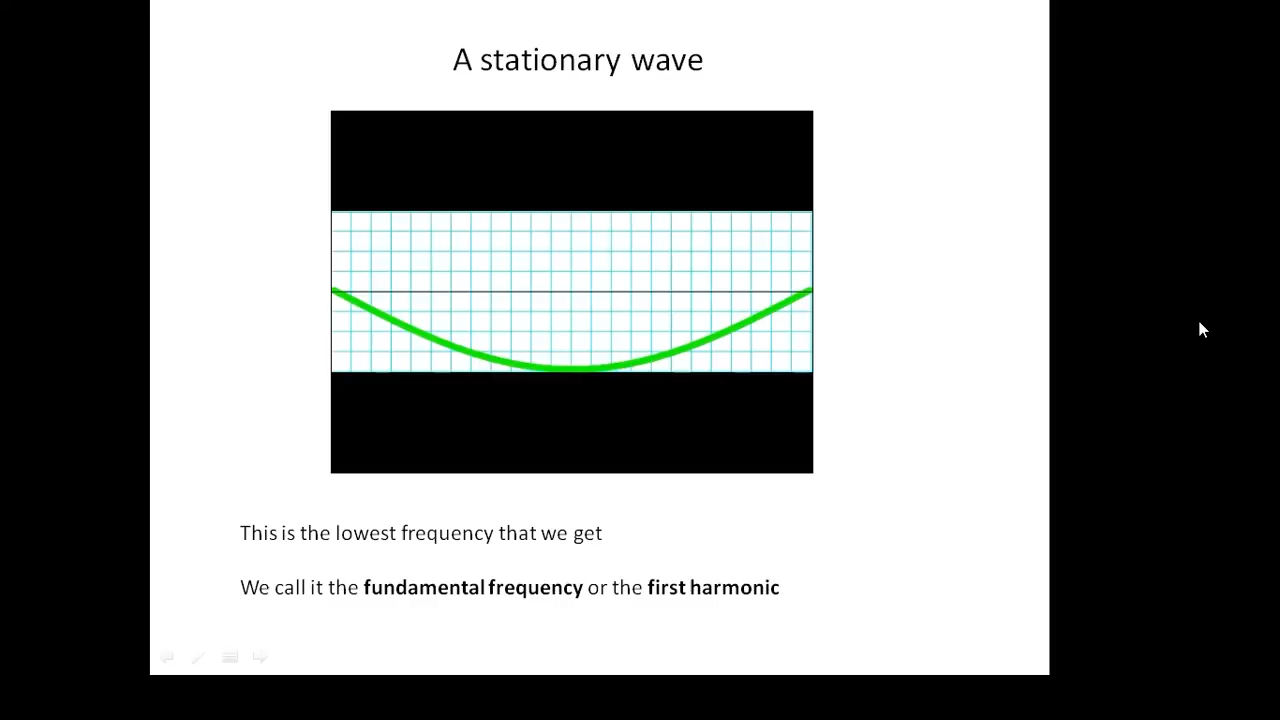 A stationary wave
This is the lowest frequency that we get
We call it the fundamental frequency or the first harmonic